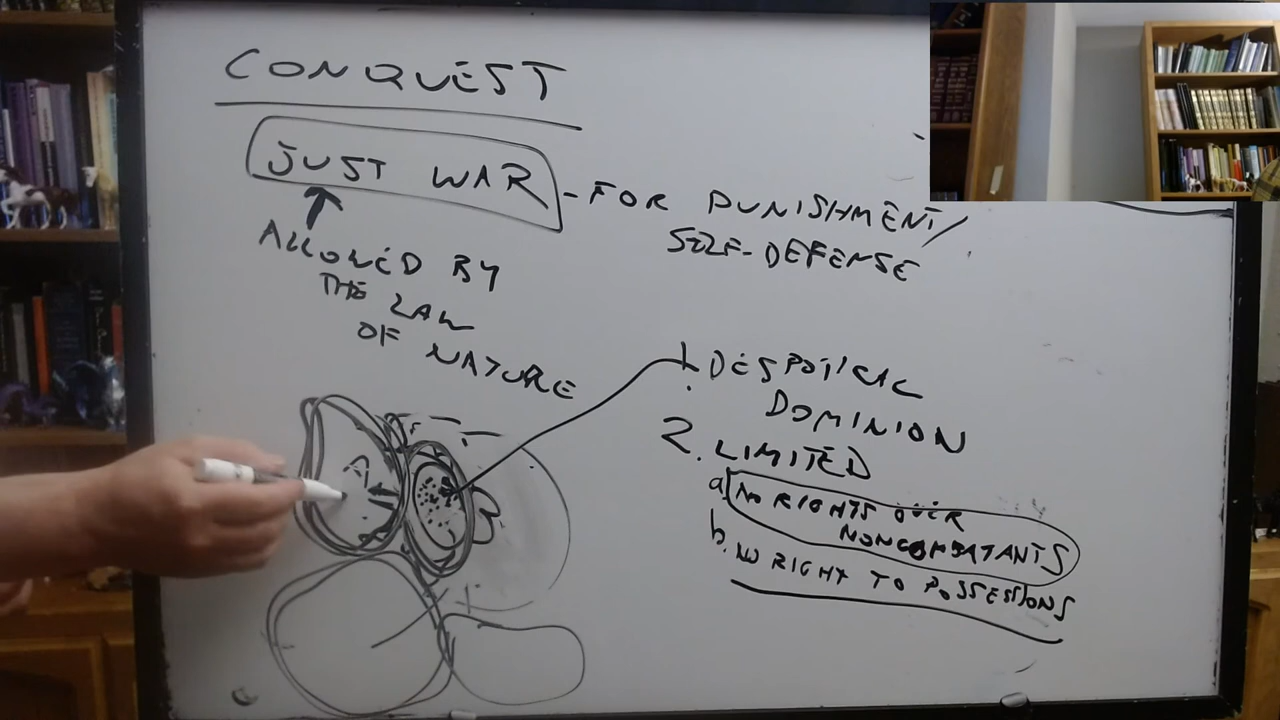 CONQUEST
JUST WAR - FOR PUNISHMENT/
SELF-DEFENSE
ALLOWED BY
THE LAW
OF NATURE
1. DESPOTICAL
DOMINION
2. LIMITED
a. NO RIGHTS OVER
NONCOMBATANTS
b. NO RIGHT TO POSSESSIONS
A